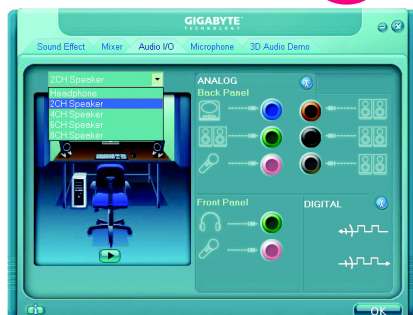 GIGABYTE
TECHNOLOGY
Sound Effect
Mixer
Audio I/O
Microphone
3D Audio Demo
2CH Speaker
Headphone
2CH Speaker
4CH Speaker
6CH Speaker
8CH Speaker
ANALOG
Back Panel
Front Panel
DIGITAL
OK